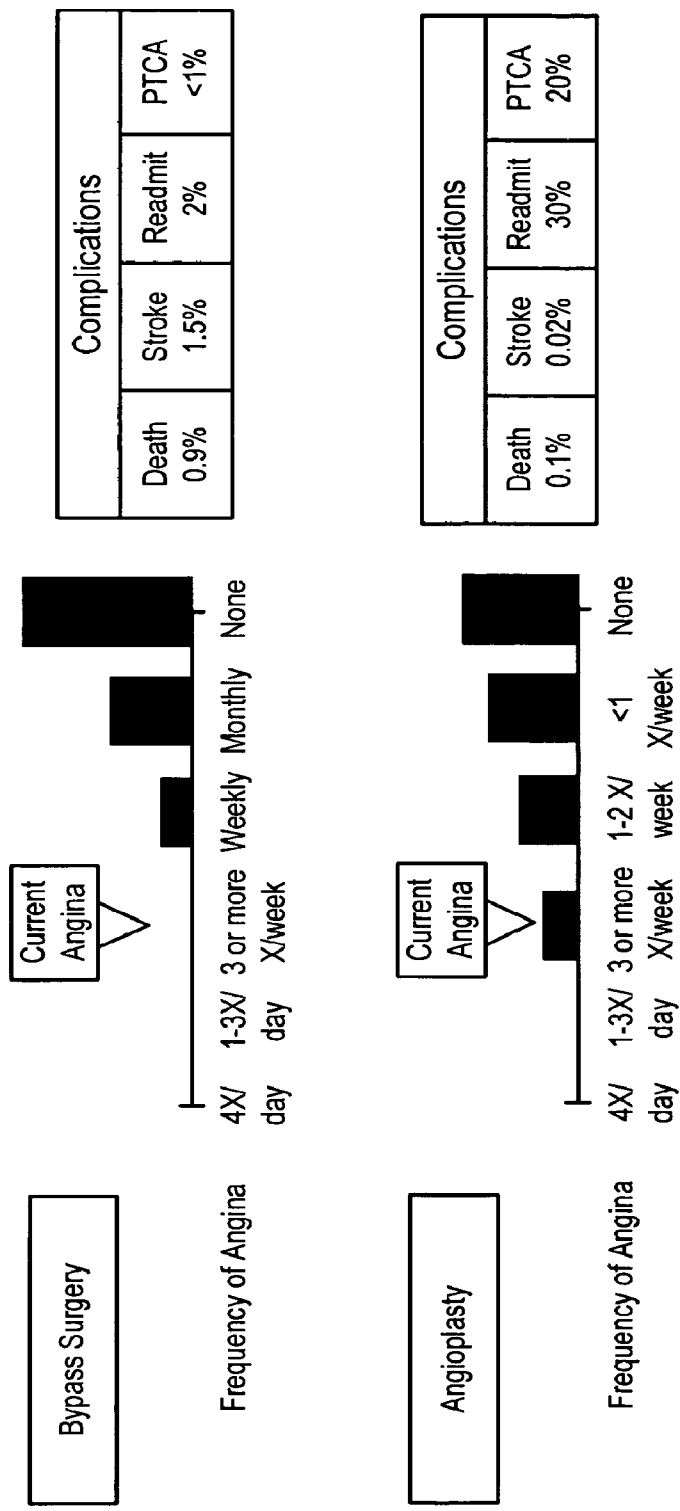 Bypass Surgery
Current
Angina
Frequency of Angina
4X/
day
1-3X/
day
3 or more
X/week
Weekly
Monthly
None
Complications
Death
0.9%
Stroke
1.5%
Readmit
2%
PTCA
<1%
Angioplasty
Current
Angina
Frequency of Angina
4X/
day
1-3X/
day
3 or more
X/week
1-2 X/
week
<1
X/week
None
Complications
Death
0.1%
Stroke
0.02%
Readmit
30%
PTCA
20%